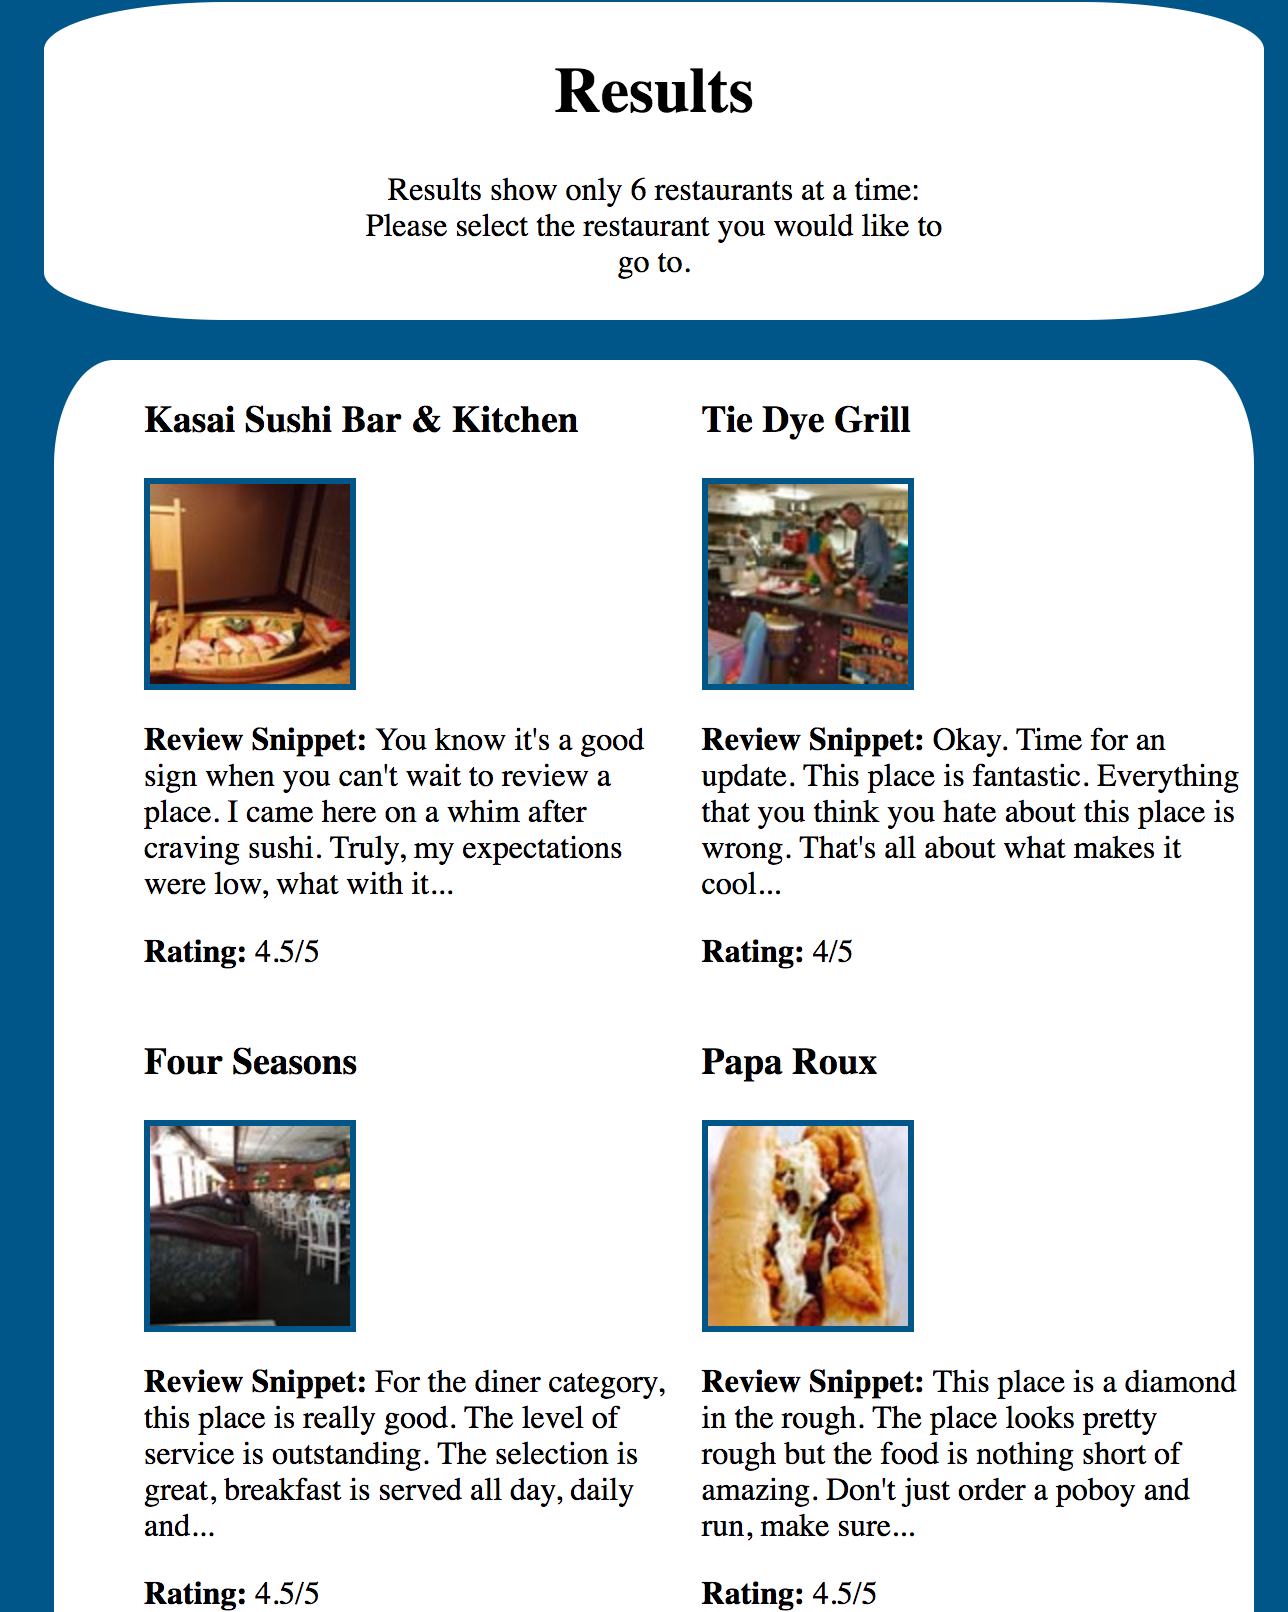 Results
Results show only 6 restaurants at a time:
Please select the restaurant you would like to
go to.
Kasai Sushi Bar & Kitchen
Review Snippet: You know it's a good
sign when you can't wait to review a
place. I came here on a whim after
craving sushi. Truly, my expectations
were low, what with it...
Rating: 4.5/5
Tie Dye Grill
Review Snippet: Okay. Time for an
update. This place is fantastic. Everything
that you think you hate about this place is
wrong. That's all about what makes it
cool...
Rating: 4/5
Four Seasons
Review Snippet: For the diner category,
this place is really good. The level of
service is outstanding. The selection is
great, breakfast is served all day, daily
and...
Rating: 4.5/5
Papa Roux
Review Snippet: This place is a diamond
in the rough. The place looks pretty
rough but the food is nothing short of
amazing. Don't just order a poboy and
run, make sure...
Rating: 4.5/5